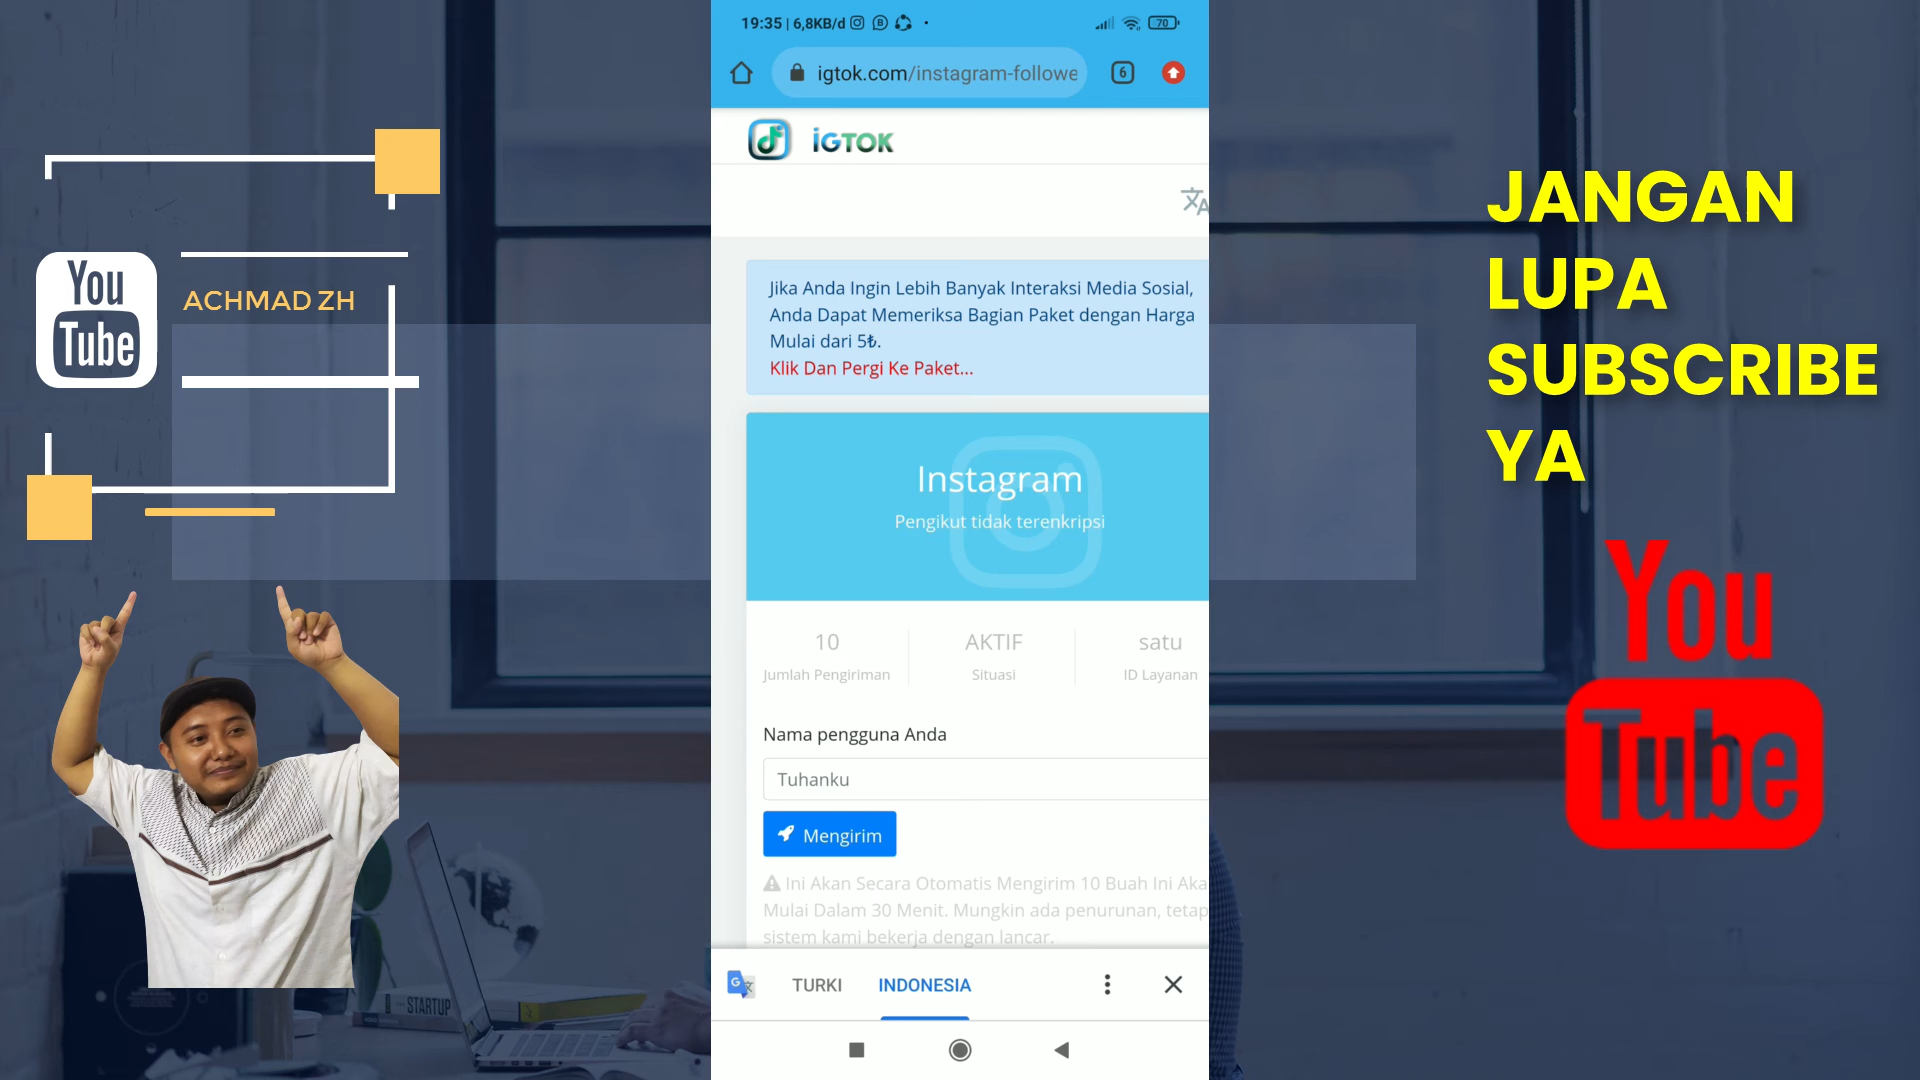 You
Tube
ACHMAD ZH
19:35 | 6,8KB/d
70
igtok.com/instagram-followe
6
iGTOK
Jika Anda Ingin Lebih Banyak Interaksi Media Sosial,
Anda Dapat Memeriksa Bagian Paket dengan Harga
Mulai dari 5₺.
Klik Dan Pergi Ke Paket...
Instagram
Pengikut tidak terenkripsi
10
Jumlah Pengiriman
AKTIF
Situasi
satu
ID Layanan
Nama pengguna Anda
Tuhanku
Mengirim
Ini Akan Secara Otomatis Mengirim 10 Buah Ini Aka
Mulai Dalam 30 Menit. Mungkin ada penurunan, tetap
sistem kami bekerja dengan lancar.
TURKI INDONESIA
JANGAN
LUPA
SUBSCRIBE
YA
You
Tube
STARTUP